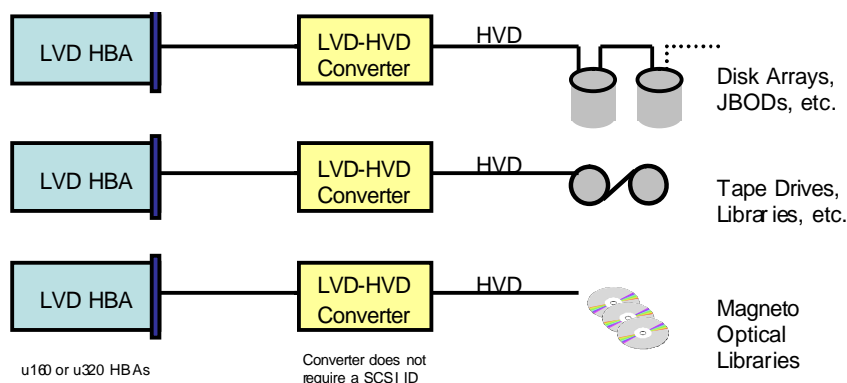 LVD HBA
LVD-HVD
Converter
HVD
Disk Arrays,
JBODs, etc.
LVD HBA
LVD-HVD
Converter
HVD
Tape Drives,
Libraries, etc.
LVD HBA
LVD-HVD
Converter
HVD
Magneto
Optical
Libraries
u160 or u320 HBAs
Converter does not
require a SCSI ID